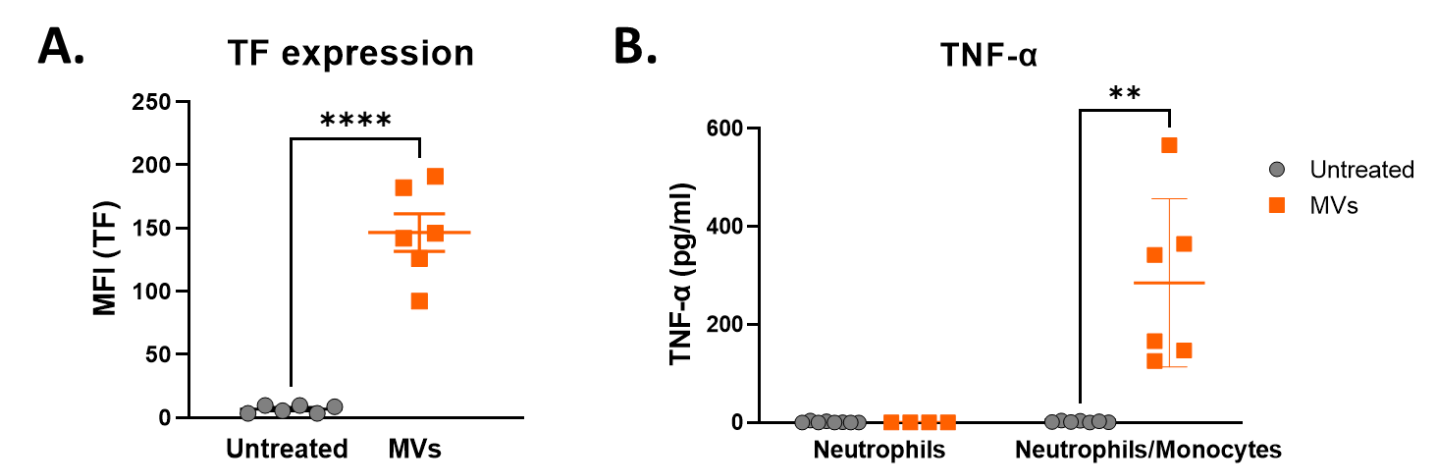 A.
TF expression
MFI (TF)
250
200
150
100
50
0
****
Untreated
MVs
B.
TNF-α
TNF-α (pg/ml)
600
400
200
0
**
Neutrophils
Neutrophils/Monocytes
Untreated
MVs